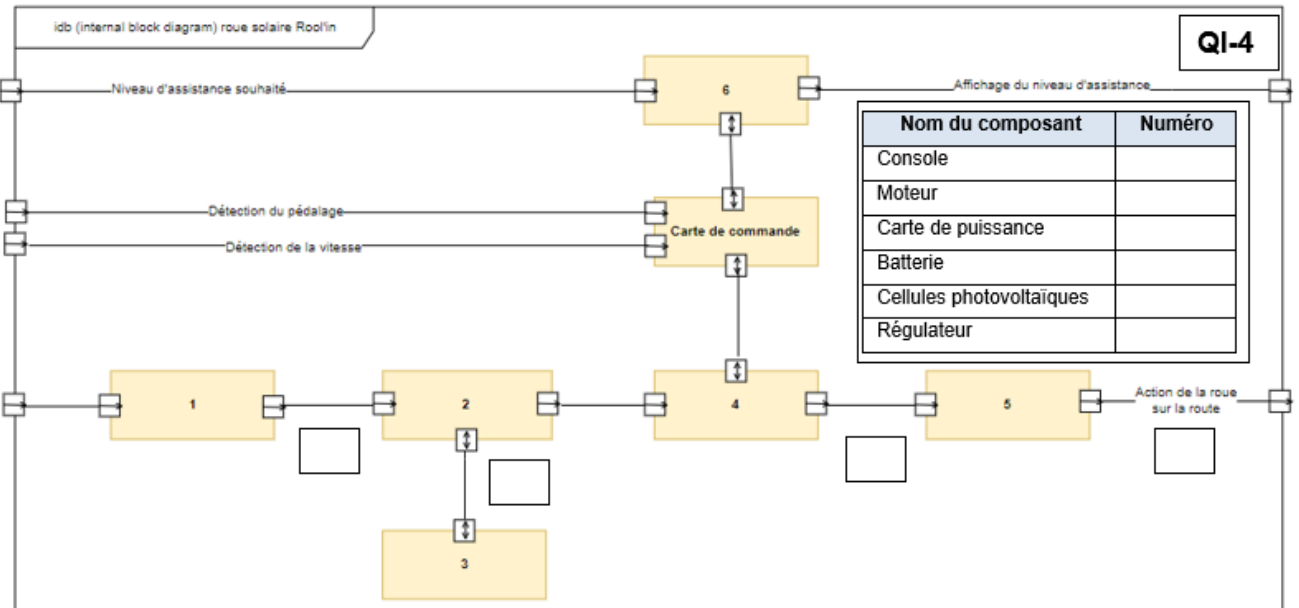 idb (internal block diagram) roue solaire Rool'in
QI-4
Niveau d'assistance souhaité
6
Affichage du niveau d'assistance
Nom du composant Numéro
Console
Moteur
Carte de puissance
Batterie
Cellules photovoltaïques
Régulateur
Détection du pédalage
Carte de commande
Détection de la vitesse
1
2
4
5
Action de la roue
sur la route
3